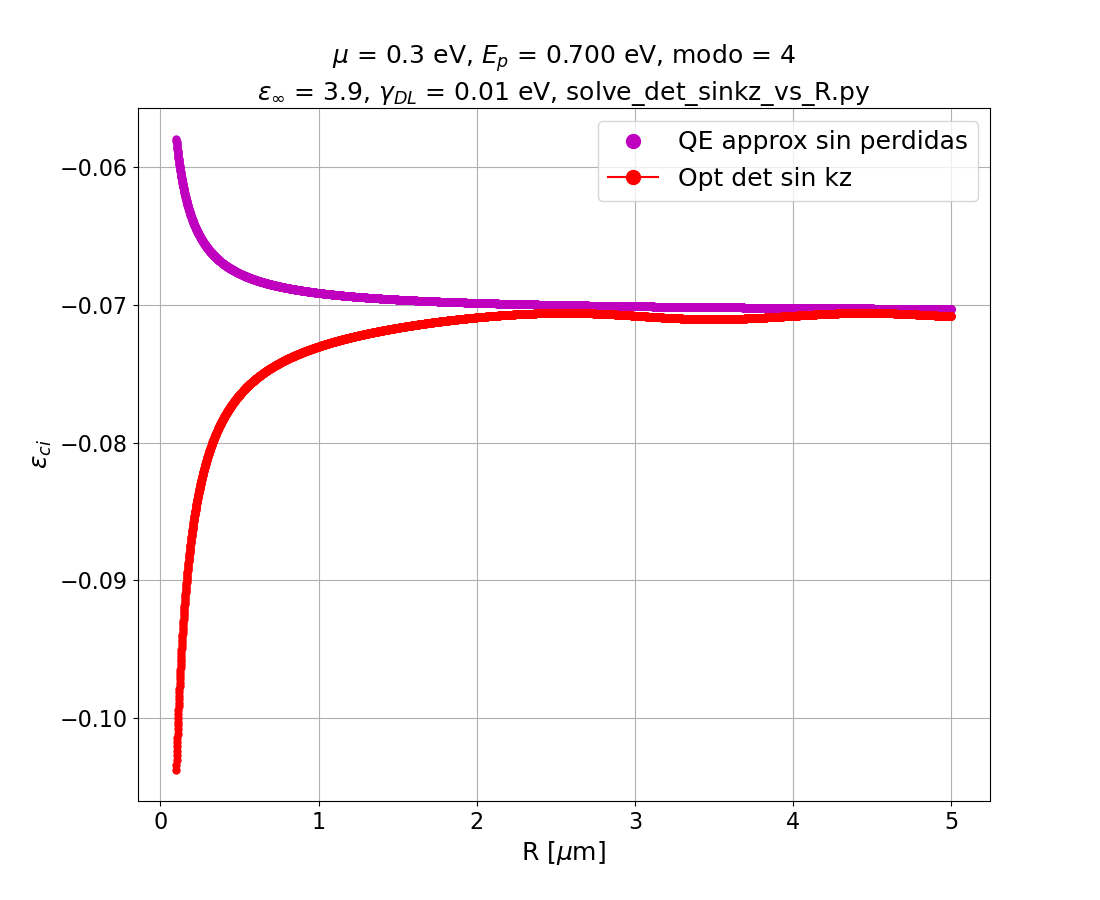 μ = 0.3 eV, E_p = 0.700 eV, modo = 4
ε_∞ = 3.9, γ_DL = 0.01 eV, solve_det_sinkz_vs_R.py
QE approx sin perdidas
Opt det sin kz
−0.06
−0.07
−0.08
−0.09
−0.10
ε_ci
0 1 2 3 4 5
R [μm]